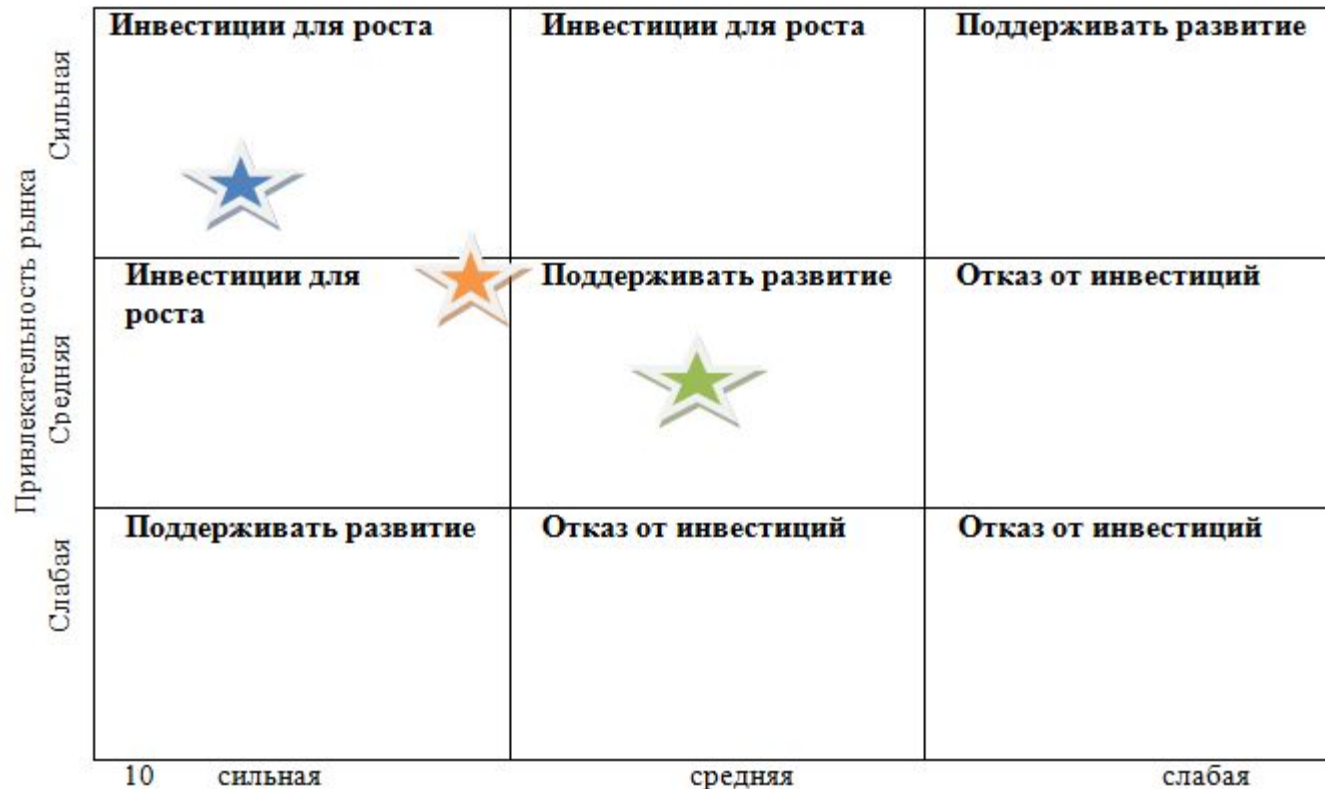 Инвестиции для роста
Инвестиции для роста
Поддерживать развитие
Сильная
Привлекательность рынка
Инвестиции для
роста
Поддерживать развитие
Отказ от инвестиций
Средняя
Поддерживать развитие
Отказ от инвестиций
Отказ от инвестиций
Слабая
10 сильная средняя слабая